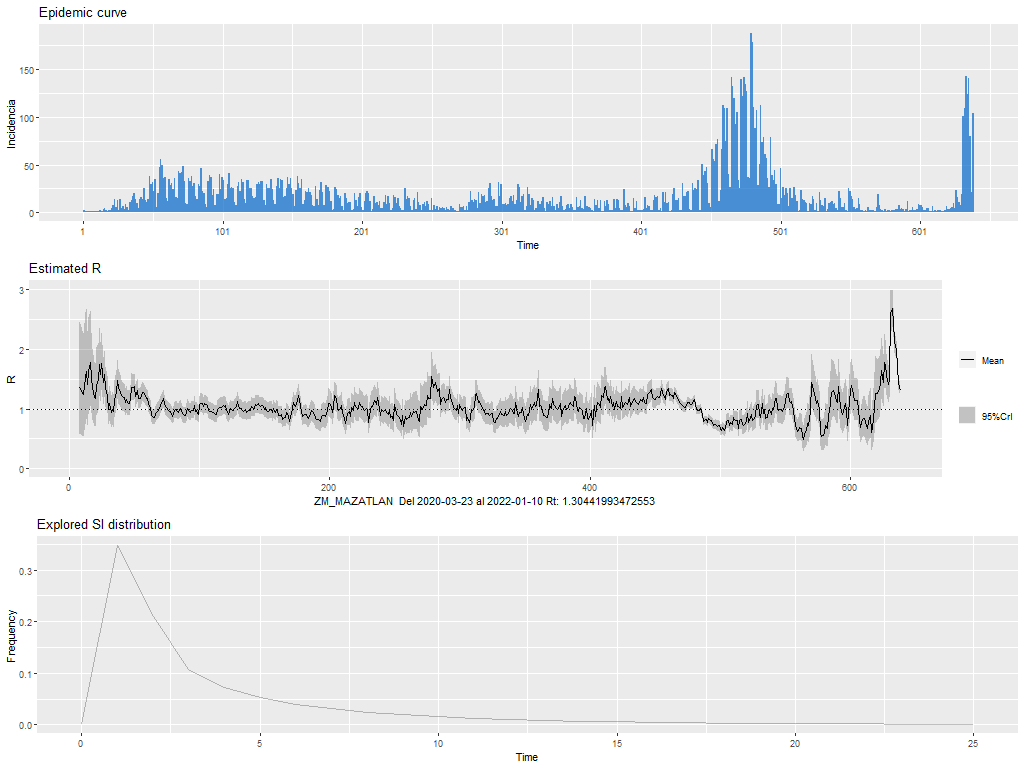 Epidemic curve
Incidencia
150
100
50
0
1
101
201
301
401
501
601
Time
Estimated R
R
3
2
1
0
0
200
400
600
Mean
95%CrI
ZM_MAZATLAN Del 2020-03-23 al 2022-01-10 Rt: 1.30441993472553
Explored SI distribution
Frequency
0.3
0.2
0.1
0.0
0
5
10
15
20
25
Time